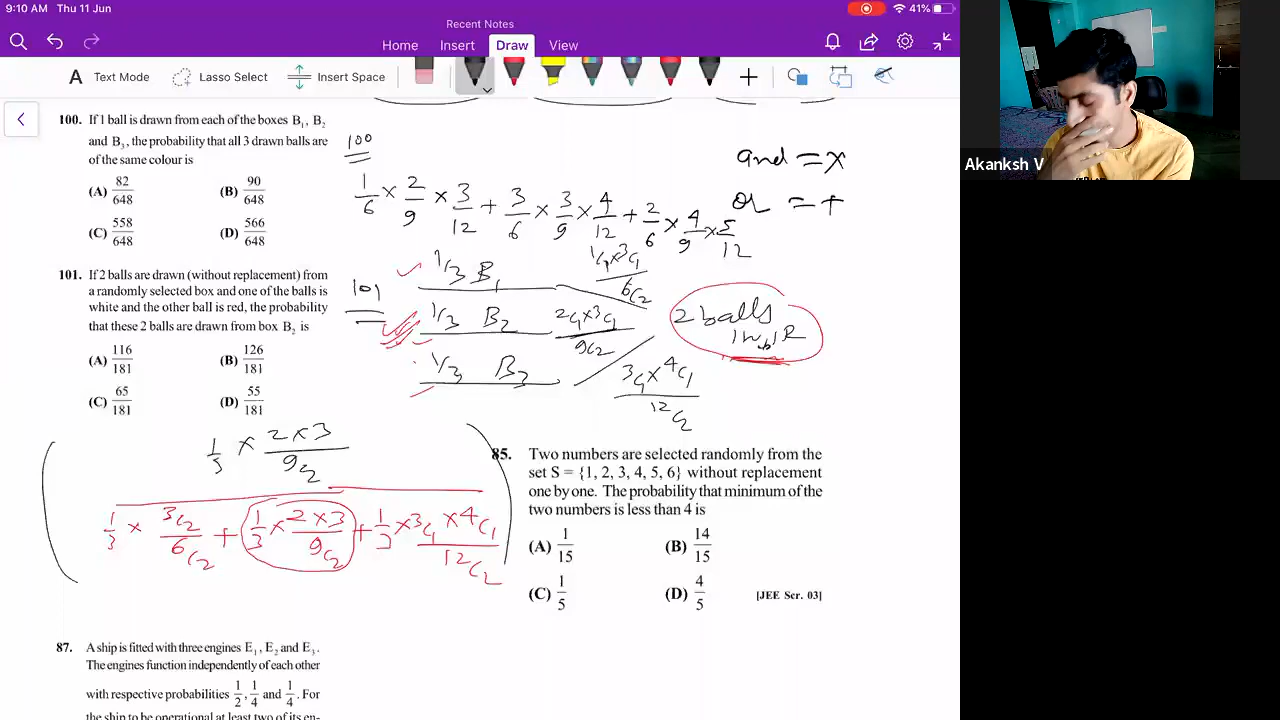 9:10 AM Thu 11 Jun
41%
Recent Notes
Home Insert Draw View
A Text Mode Lasso Select Insert Space
100. If 1 ball is drawn from each of the boxes B₁, B₂
and B₃, the probability that all 3 drawn balls are
of the same colour is
(A) 82/648 (B) 90/648
(C) 558/648 (D) 566/648
100
1/6 × 2/9 × 3/12 + 3/6 × 3/9 × 4/12 + 2/6 × 4/9 × 5/12
and = x
or = +
Akanksh V
101. If 2 balls are drawn (without replacement) from
a randomly selected box and one of the balls is
white and the other ball is red, the probability
that these 2 balls are drawn from box B₂ is
(A) 116/181 (B) 126/181
(C) 65/181 (D) 55/181
101
1/3 B₁ ¹C₁×³C₁/⁶C₂
1/3 B₂ ²C₁×³C₁/⁹C₂
1/3 B₃ ³C₁×⁴C₁/¹²C₂
2 balls
1W, 1R
1/3 × 2×3/⁹C₂
1/3 × ³C₂/⁶C₂ + 1/3 × 2×3/⁹C₂ + 1/3 × ³C₁×⁴C₁/¹²C₂
85. Two numbers are selected randomly from the
set S = {1, 2, 3, 4, 5, 6} without replacement
one by one. The probability that minimum of the
two numbers is less than 4 is
(A) 1/15 (B) 14/15
(C) 1/5 (D) 4/5 [JEE Scr. 03]
87. A ship is fitted with three engines E₁, E₂ and E₃.
The engines function independently of each other
with respective probabilities 1/2, 1/4 and 1/4. For
the ship to be operational at least two of its en-